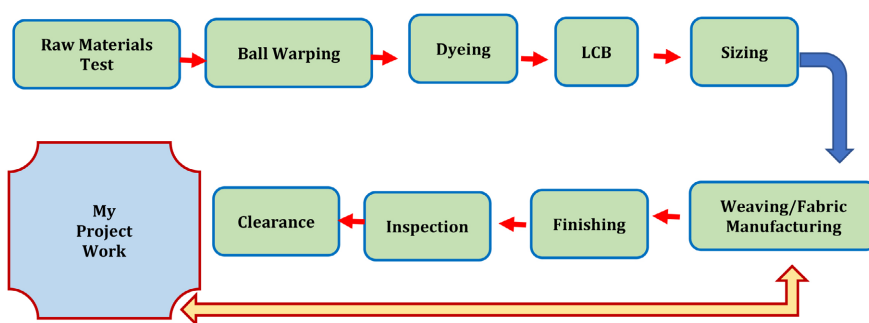 Raw Materials
Test
Ball Warping
Dyeing
LCB
Sizing
My
Project
Work
Clearance
Inspection
Finishing
Weaving/Fabric
Manufacturing